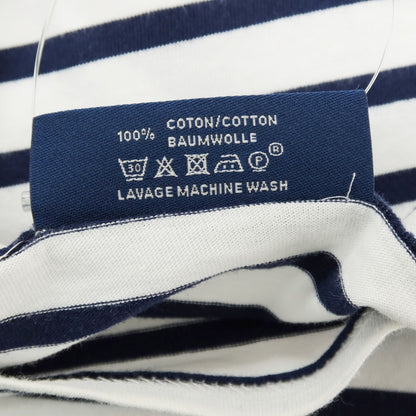 100% COTON/COTTON
BAUMWOLLE
30 P ®
LAVAGE MACHINE WASH